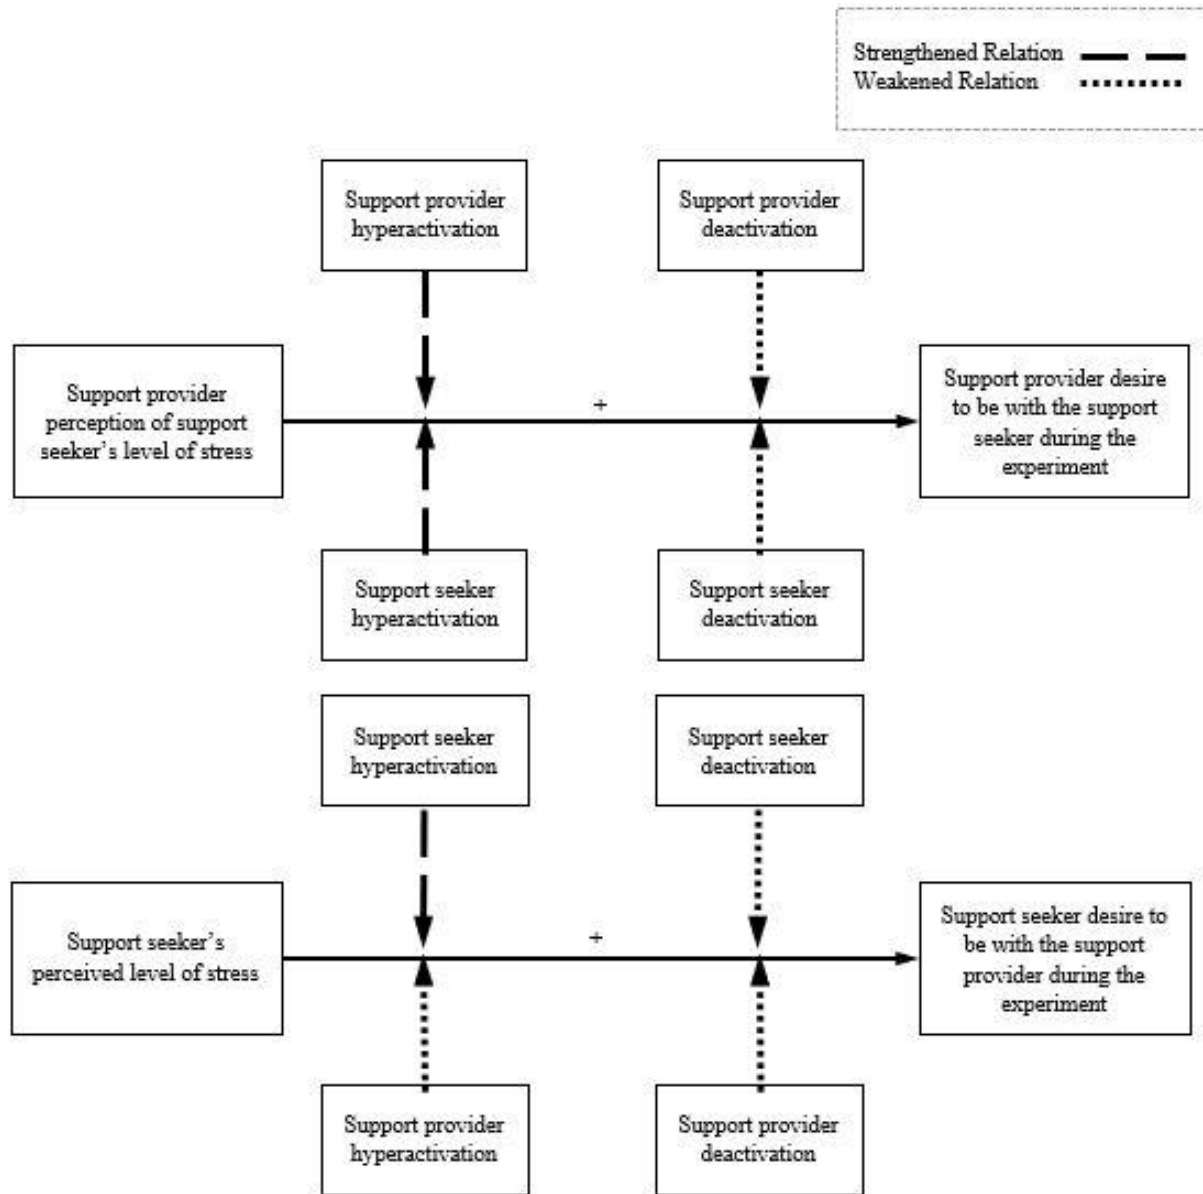 Strengthened Relation
Weakened Relation
Support provider
hyperactivation
Support provider
deactivation
Support provider
perception of support
seeker’s level of stress
+
Support provider desire
to be with the support
seeker during the
experiment
Support seeker
hyperactivation
Support seeker
deactivation
Support seeker
hyperactivation
Support seeker
deactivation
Support seeker’s
perceived level of stress
+
Support seeker desire to
be with the support
provider during the
experiment
Support provider
hyperactivation
Support provider
deactivation